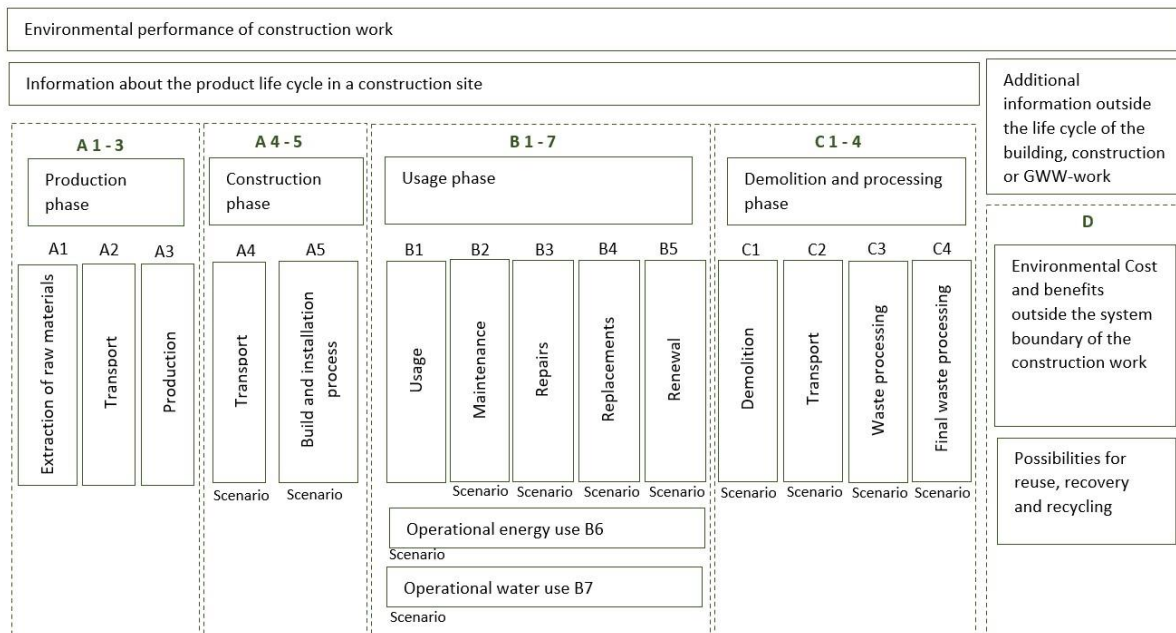 Environmental performance of construction work
Information about the product life cycle in a construction site
Additional
information outside
the life cycle of the
building, construction
or GWW-work
A 1 - 3
Production
phase
A1
A2
A3
Extraction of raw materials
Transport
Production
A 4 - 5
Construction
phase
A4
A5
Transport
Build and installation
process
Scenario
Scenario
B 1 - 7
Usage phase
B1
B2
B3
B4
B5
Usage
Maintenance
Repairs
Replacements
Renewal
Scenario
Scenario
Scenario
Scenario
Operational energy use B6
Scenario
Operational water use B7
Scenario
C 1 - 4
Demolition and processing
phase
C1
C2
C3
C4
Demolition
Transport
Waste processing
Final waste processing
Scenario
Scenario
Scenario
Scenario
D
Environmental Cost
and benefits
outside the system
boundary of the
construction work
Possibilities for
reuse, recovery
and recycling